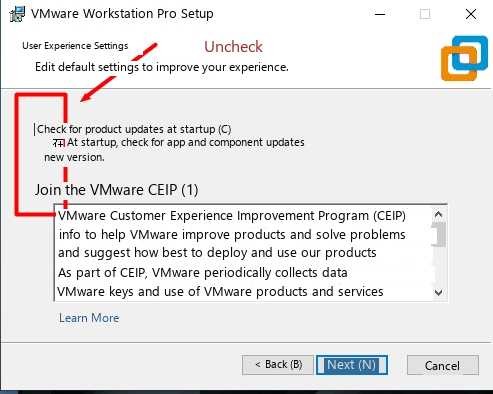 VMware Workstation Pro Setup
User Experience Settings
Uncheck
Edit default settings to improve your experience.
Check for product updates at startup (C)
At startup, check for app and component updates
new version.
Join the VMware CEIP (1)
VMware Customer Experience Improvement Program (CEIP)
info to help VMware improve products and solve problems
and suggest how best to deploy and use our products
As part of CEIP, VMware periodically collects data
VMware keys and use of VMware products and services
Learn More
< Back (B)
Next (N)
Cancel